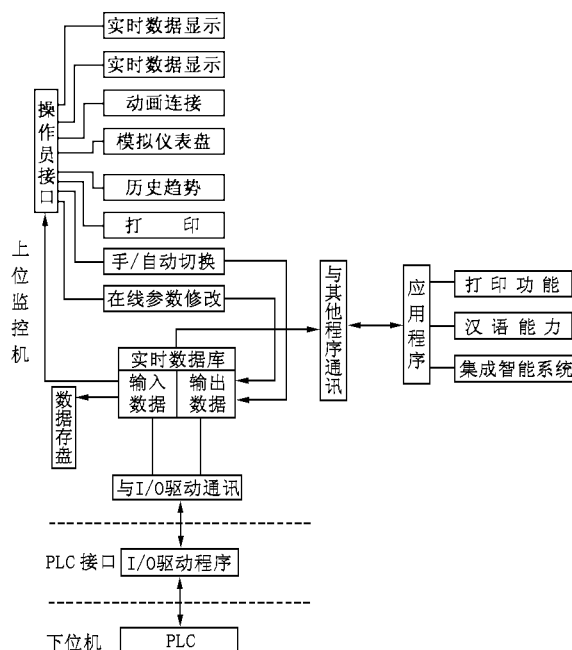 实时数据显示
实时数据显示
动画连接
模拟仪表盘
历史趋势
打 印
手/自动切换
在线参数修改
操作员接口
上位监控机
实时数据库
输入数据
输出数据
数据存盘
与其他程序通讯
应用程序
打印功能
汉语能力
集成智能系统
与I/O驱动通讯
PLC接口
I/O驱动程序
下位机
PLC